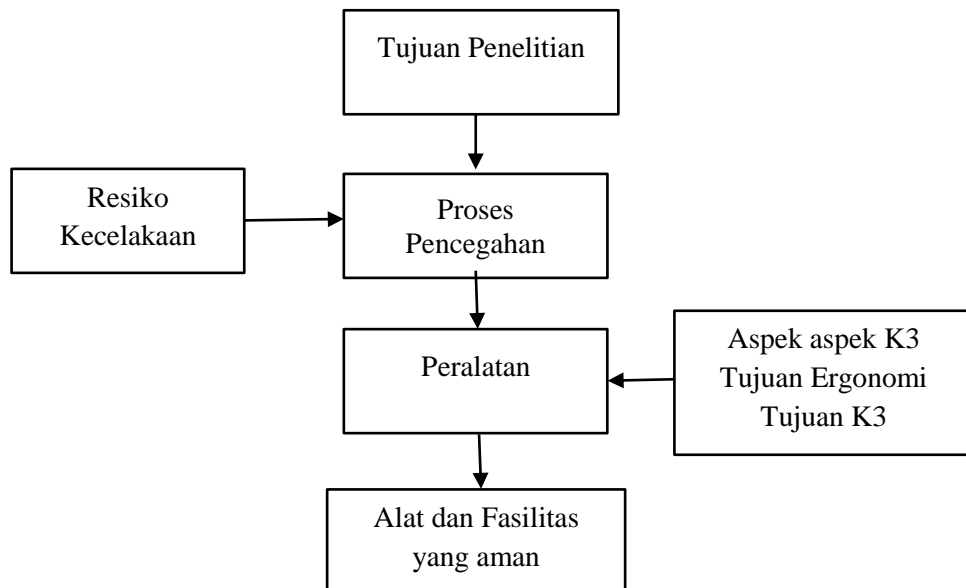 Tujuan Penelitian
Resiko
Kecelakaan
Proses
Pencegahan
Peralatan
Aspek aspek K3
Tujuan Ergonomi
Tujuan K3
Alat dan Fasilitas
yang aman